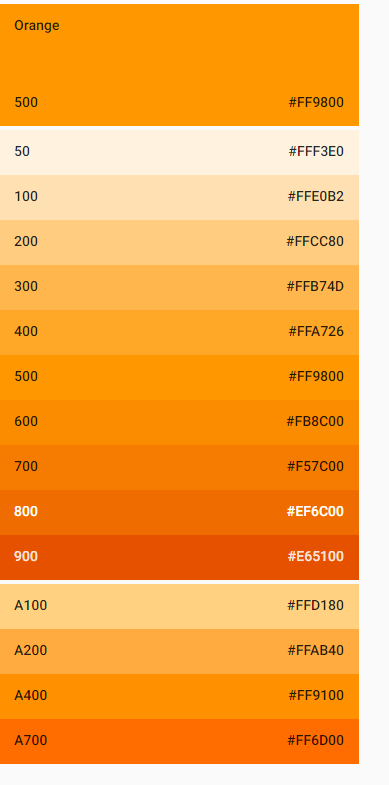 Orange
500 #FF9800
50 #FFF3E0
100 #FFE0B2
200 #FFCC80
300 #FFB74D
400 #FFA726
500 #FF9800
600 #FB8C00
700 #F57C00
800 #EF6C00
900 #E65100
A100 #FFD180
A200 #FFAB40
A400 #FF9100
A700 #FF6D00